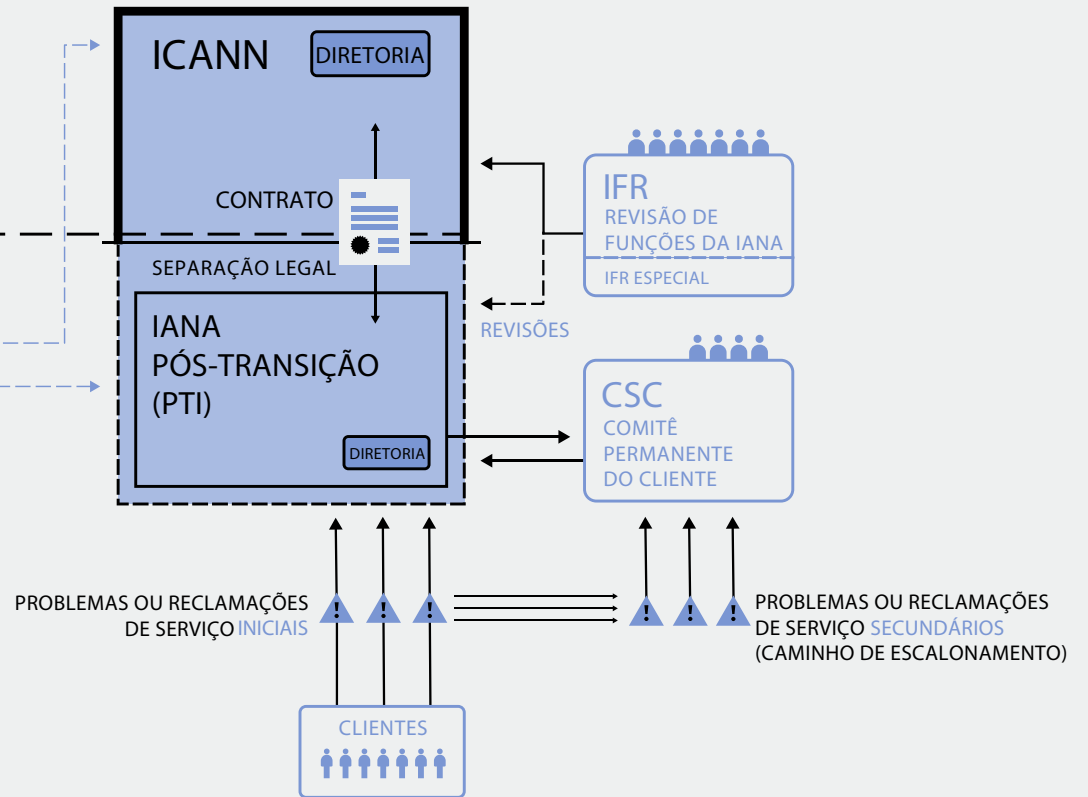 ICANN
DIRETORIA
CONTRATO
SEPARAÇÃO LEGAL
IANA
PÓS-TRANSIÇÃO
(PTI)
DIRETORIA
IFR
REVISÃO DE
FUNÇÕES DA IANA
IFR ESPECIAL
REVISÕES
CSC
COMITÊ
PERMANENTE
DO CLIENTE
PROBLEMAS OU RECLAMAÇÕES
DE SERVIÇO INICIAIS
! ! !
! ! !
PROBLEMAS OU RECLAMAÇÕES
DE SERVIÇO SECUNDÁRIOS
(CAMINHO DE ESCALONAMENTO)
CLIENTES